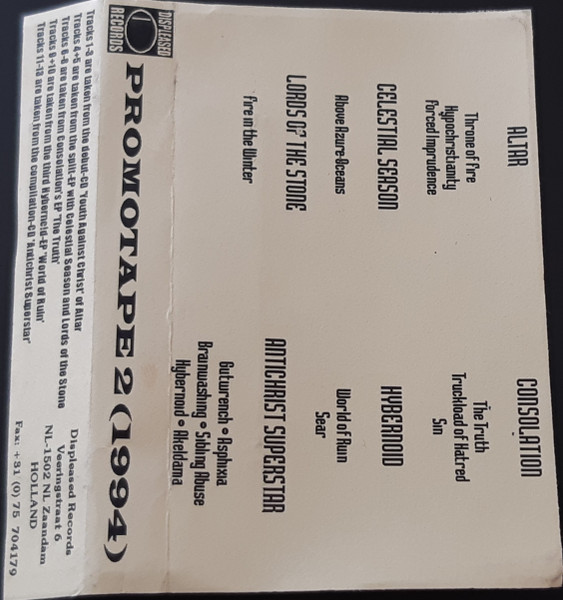 ALTAR
Throne of Fire
Hypochristianity
Forced Imprudence
CELESTIAL SEASON
Above Azure Oceans
LORDS OF THE STONE
Fire in the Winter
CONSOLATION
The Truth
Truckload of Hatred
Sin
HYBERNOID
World of Ruin
Sear
ANTICHRIST SUPERSTAR
Gutwrench • Asphixia
Brainwashing • Sibling Abuse
Hybernoid • Akeldama
DISPLEASED
RECORDS
PROMOTAPE 2 (1994)
Tracks 1-3 are taken from the debut-CD 'Youth Against Christ' of Altar
Tracks 4+5 are taken from the split-EP with Celestial Season and Lords of the Stone
Tracks 6-8 are taken from Consolation's EP 'The Truth'
Tracks 9+10 are taken from the third Hybernoid-EP 'World of Ruin'
Tracks 11-13 are taken from the compilation-CD 'Antichrist Superstar'
Displeased Records
Veeringstraat 6
NL-1502 NL Zaandam
HOLLAND
Fax: +31 (0) 75 704179